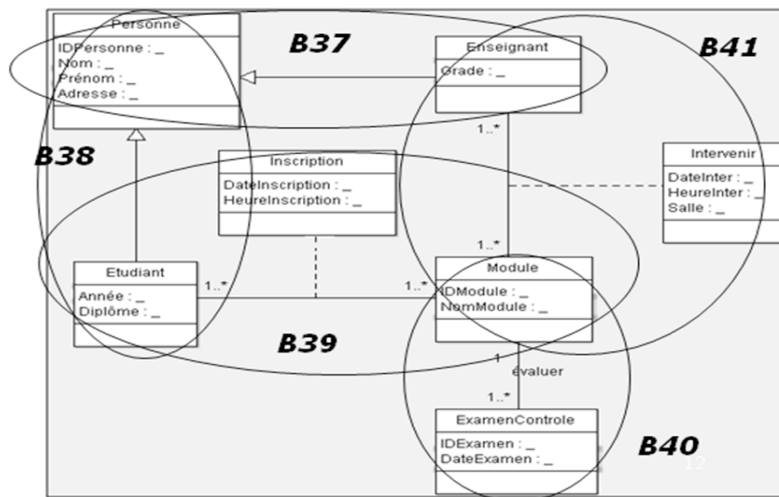 Personne
IDPersonne : _
Nom : _
Prénom : _
Adresse : _
B37
Enseignant
Grade : _
B41
1..*
B38
Inscription
DateInscription : _
HeureInscription : _
Intervenir
DateInter : _
HeureInter : _
Salle : _
1..*
Etudiant
Année : _
Diplôme : _
1..*
1..*
Module
IDModule : _
NomModule : _
B39
1
évaluer
1..*
ExamenControle
IDExamen : _
DateExamen : _
B40
12